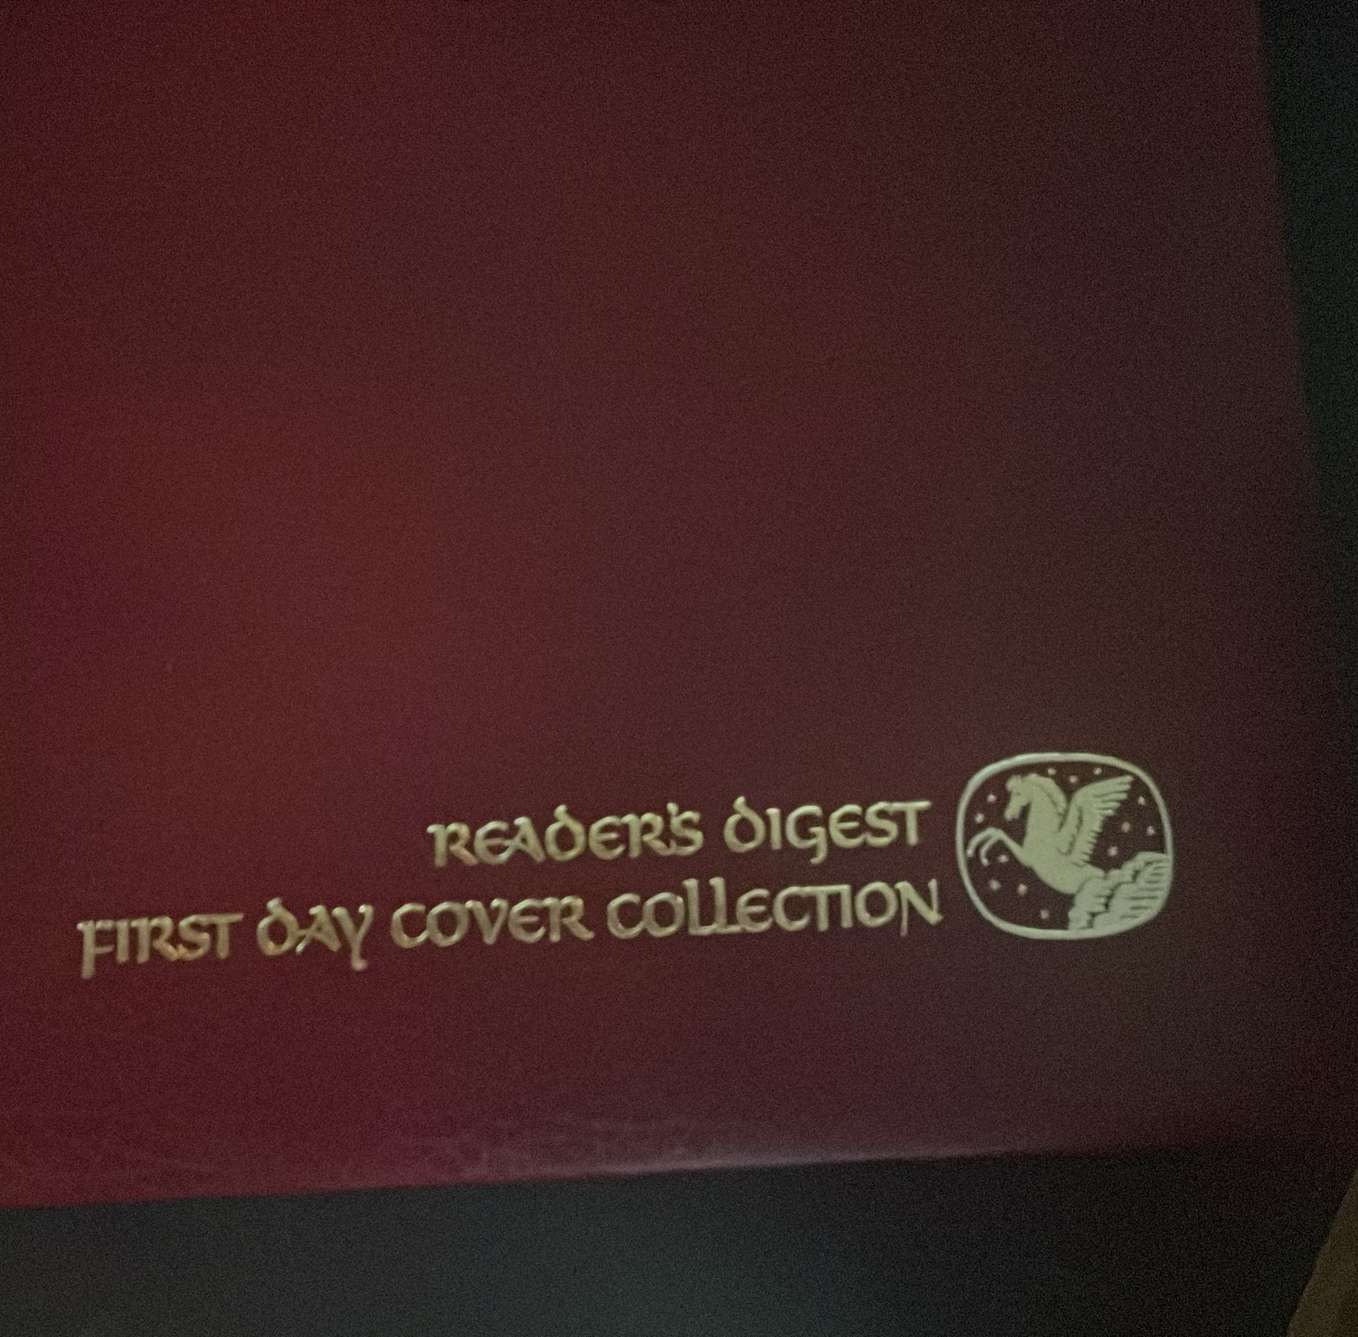 READER'S DIGEST
FIRST DAY COVER COLLECTION